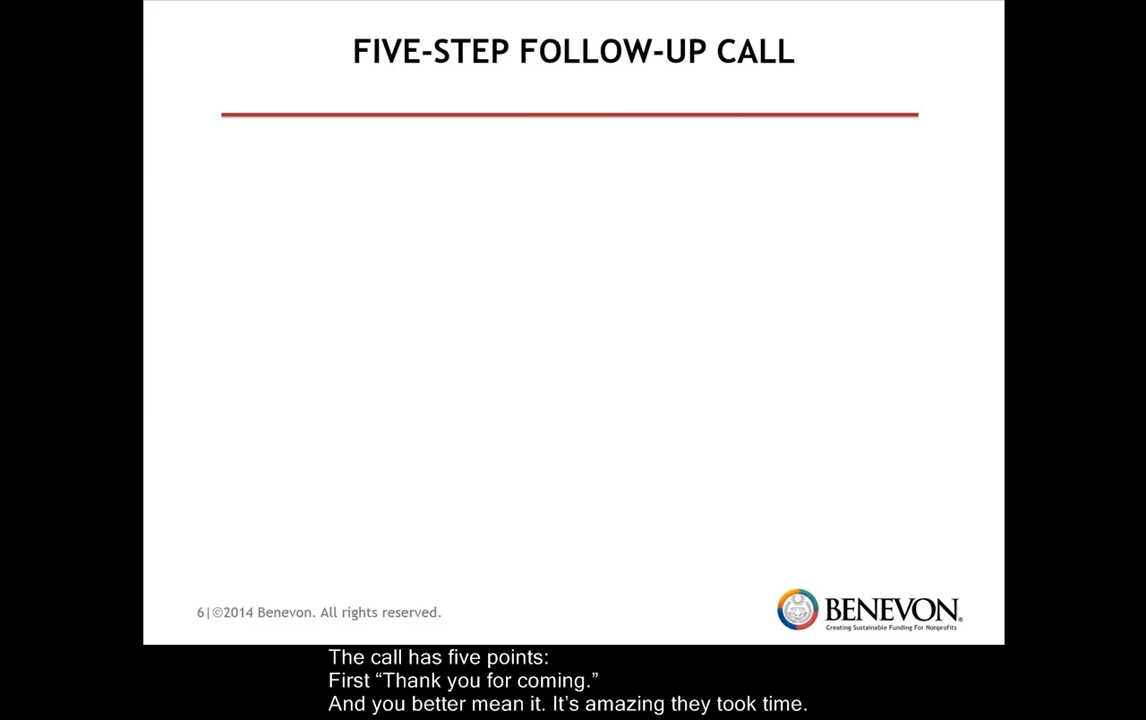 FIVE-STEP FOLLOW-UP CALL
6|©2014 Benevon. All rights reserved.
BENEVON®
Creating Sustainable Funding For Nonprofits
The call has five points:
First “Thank you for coming.”
And you better mean it. It’s amazing they took time.